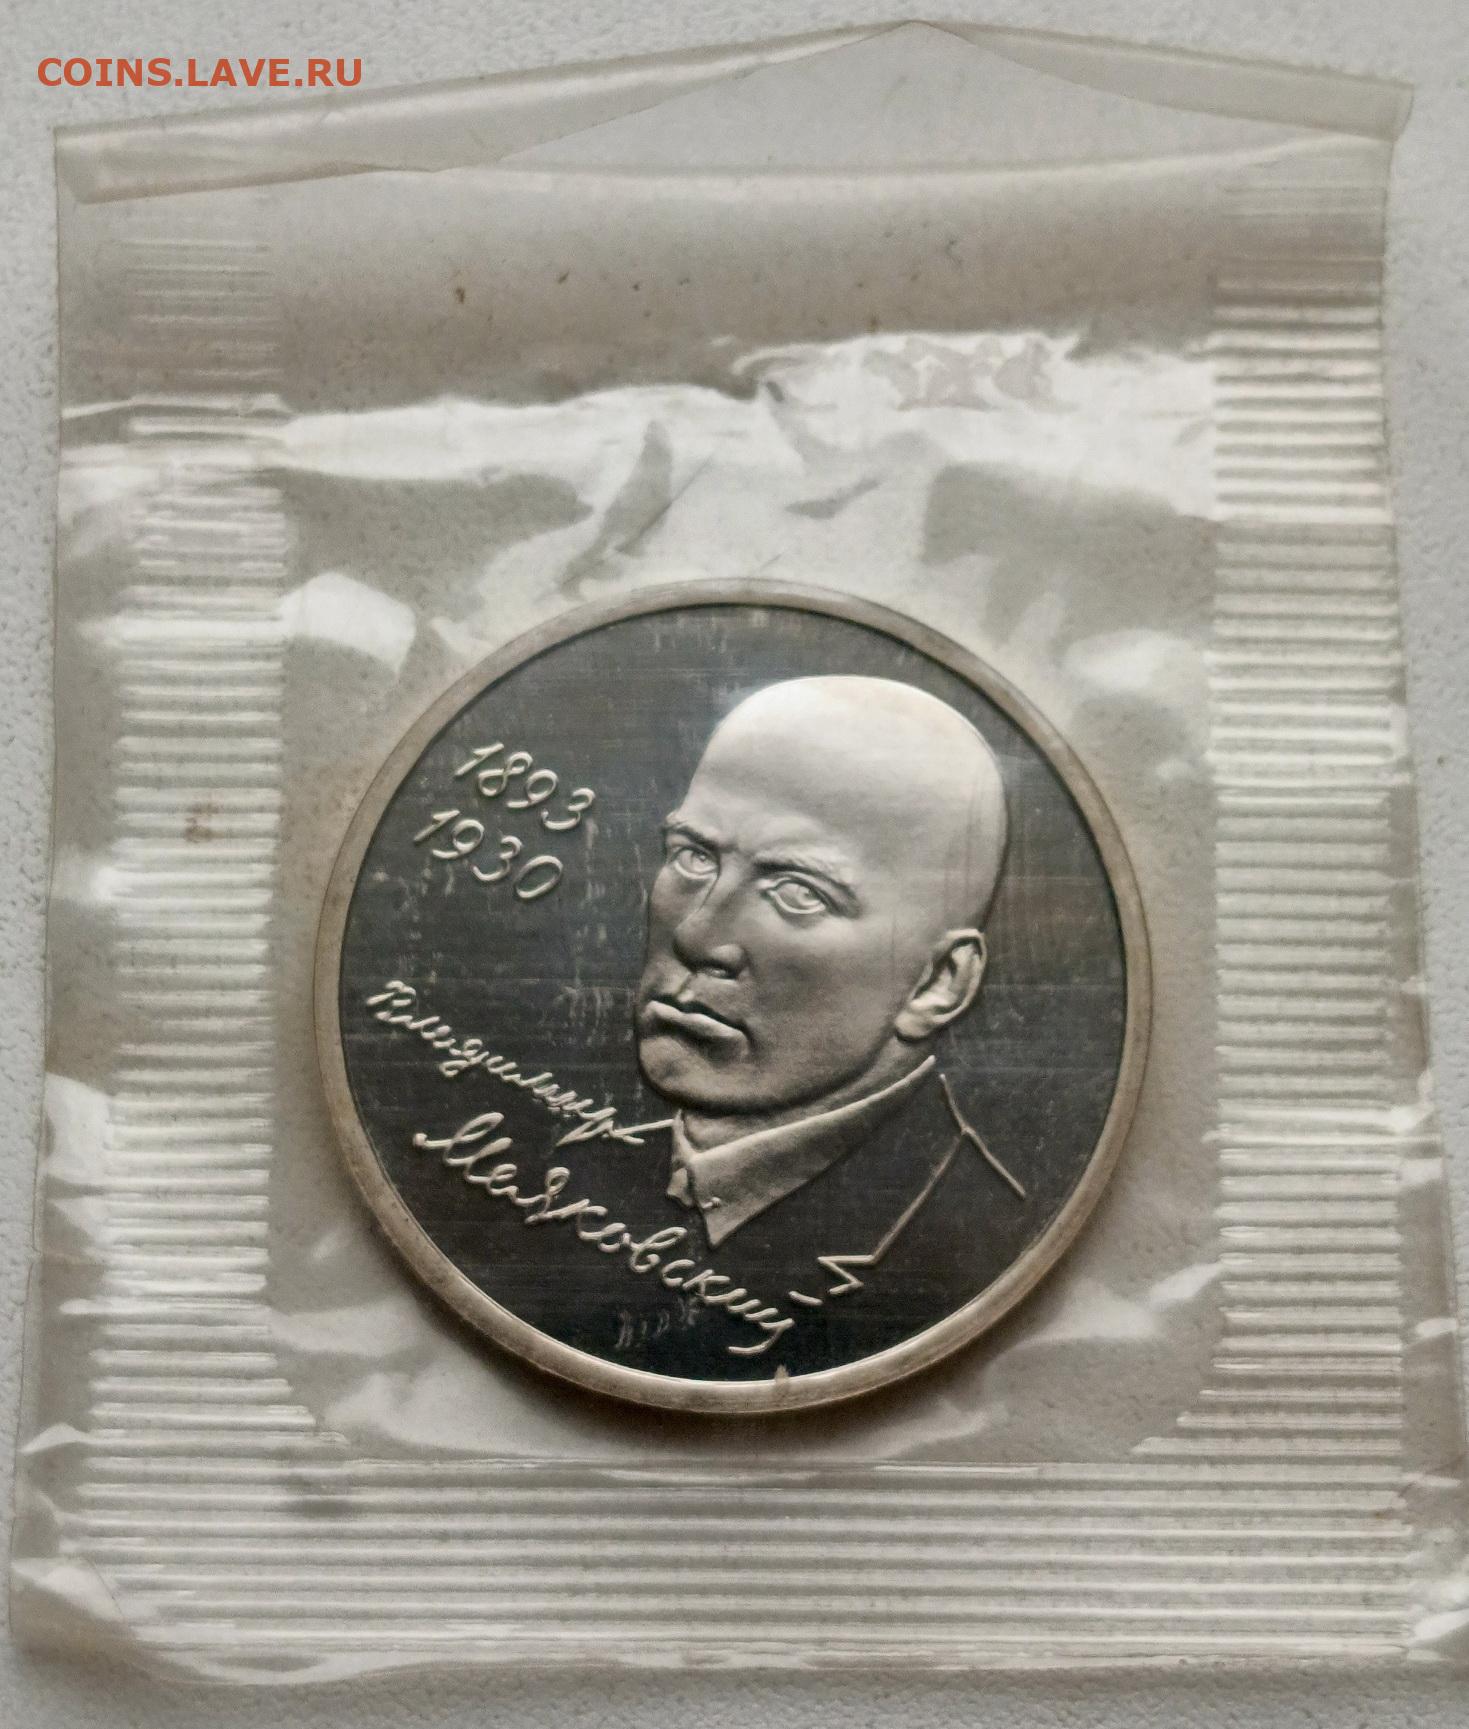 COINS.LAVE.RU
1893
1930
Владимир
Маяковский